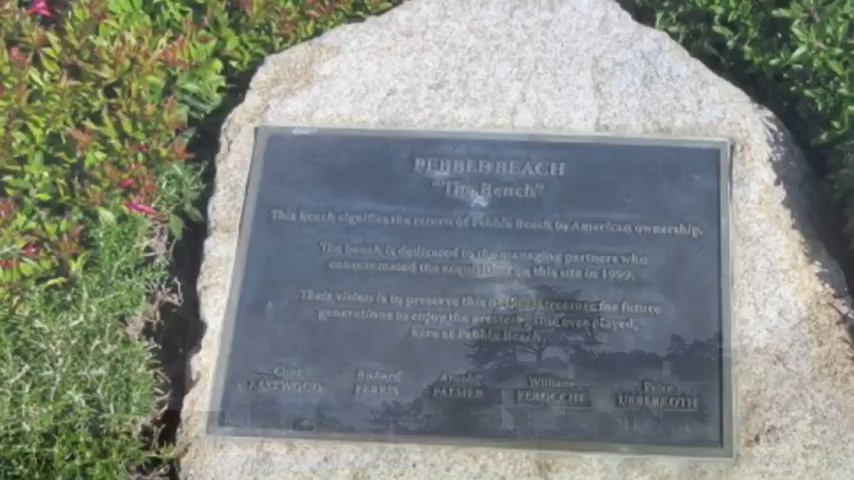 PEBBLE BEACH
"The Bench"
This bench signifies the return of Pebble Beach to American ownership.
The bench is dedicated to the managing partners who
consummated the acquisition on this site in 1999.
Their vision is to preserve this national treasure for future
generations to enjoy the greatest game ever played,
here at Pebble Beach.
Clint Richard Arnold William Peter
EASTWOOD FERRIS PALMER PEROCCHI UEBERROTH